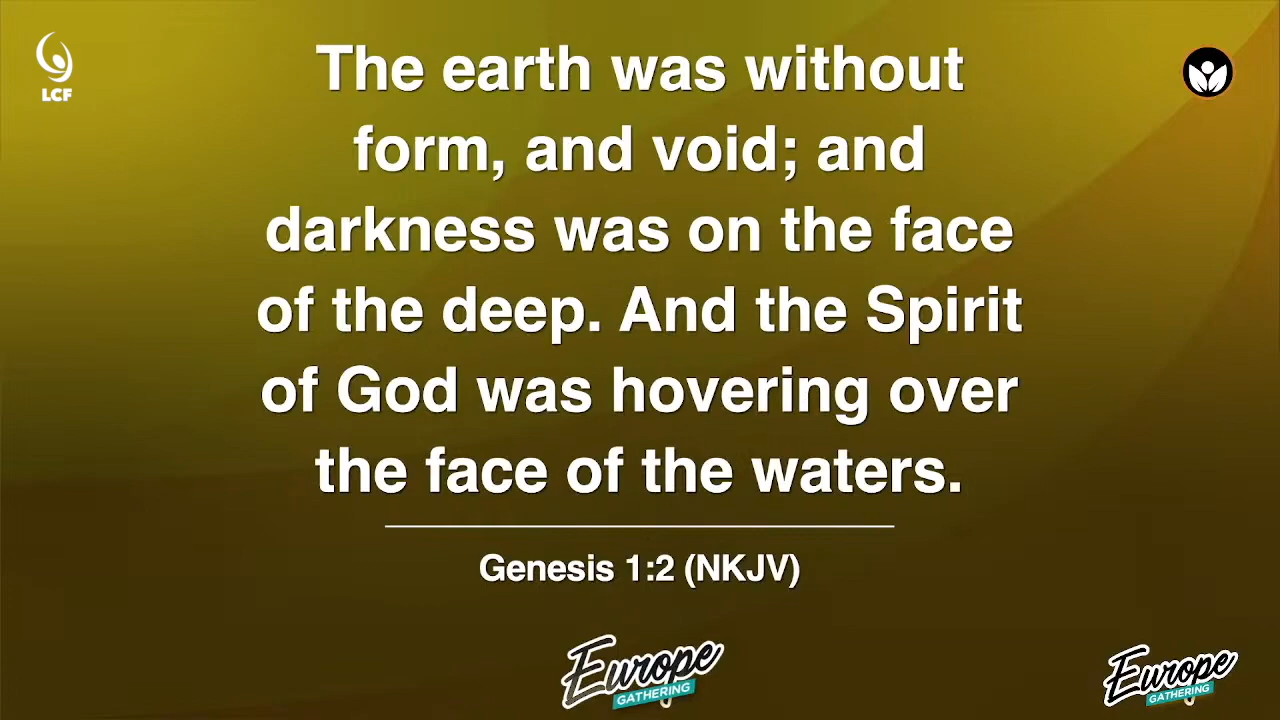 LCF
The earth was without
form, and void; and
darkness was on the face
of the deep. And the Spirit
of God was hovering over
the face of the waters.
Genesis 1:2 (NKJV)
Europe
GATHERING
Europe
GATHERING